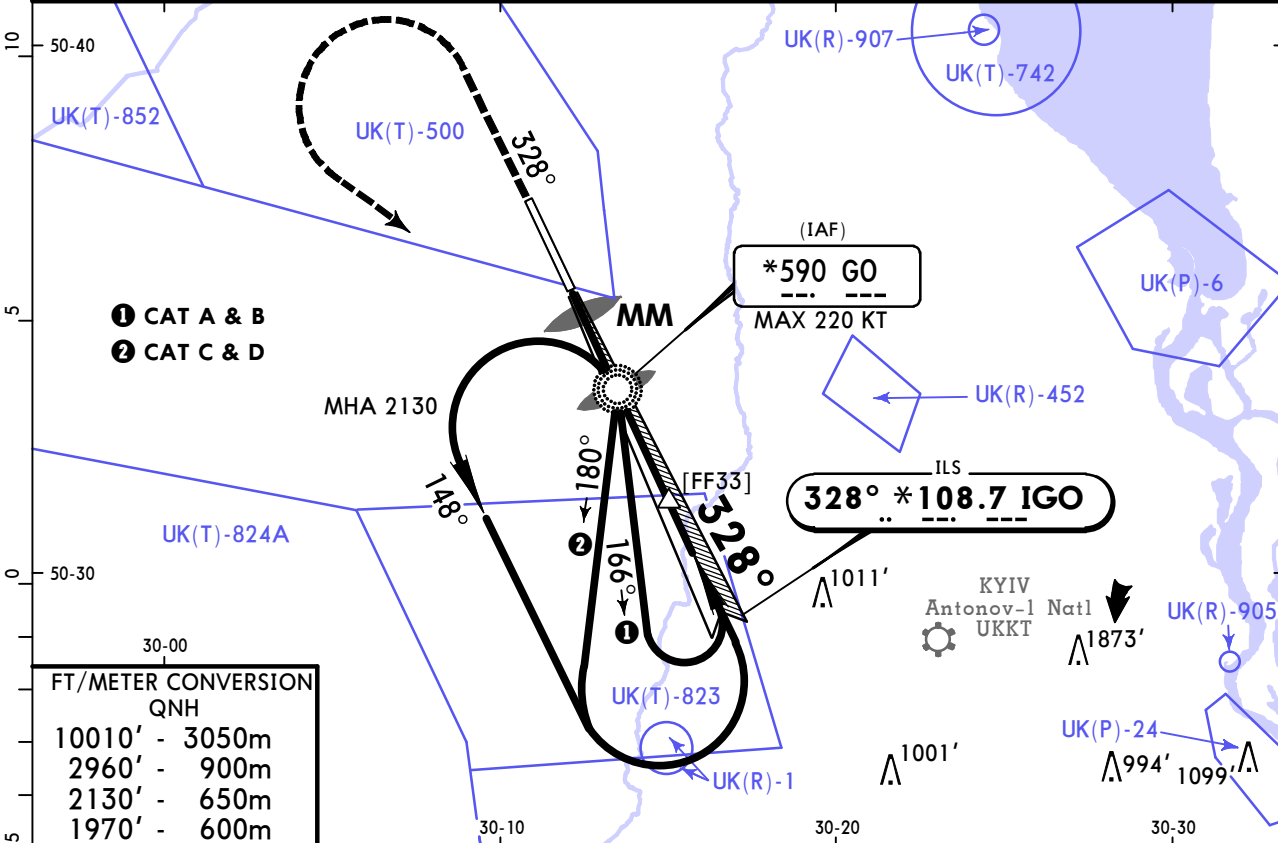 10
50-40
UK(R)-907
UK(T)-742
UK(T)-852
UK(T)-500
328°
(IAF)
*590 GO
MAX 220 KT
UK(P)-6
5
❶ CAT A & B
❷ CAT C & D
MM
MHA 2130
UK(R)-452
180°
148°
[FF33]
ILS
328° *108.7 IGO
328°
UK(T)-824A
❷
166°
❶
0
50-30
1011'
KYIV
Antonov-1 Natl
UKKT
UK(R)-905
1873'
30-00
FT/METER CONVERSION
QNH
10010' - 3050m
2960' - 900m
2130' - 650m
1970' - 600m
UK(T)-823
UK(P)-24
1001'
994'
1099'
UK(R)-1
5
30-10
30-20
30-30